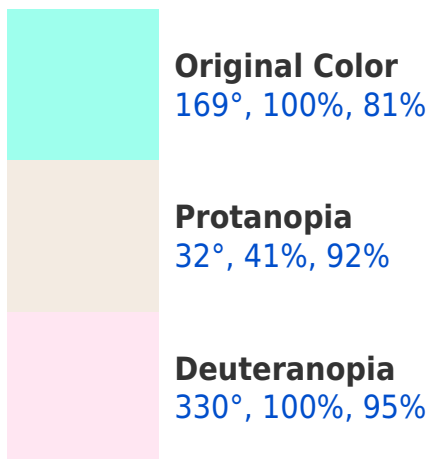 Original Color
169°, 100%, 81%
Protanopia
32°, 41%, 92%
Deuteranopia
330°, 100%, 95%